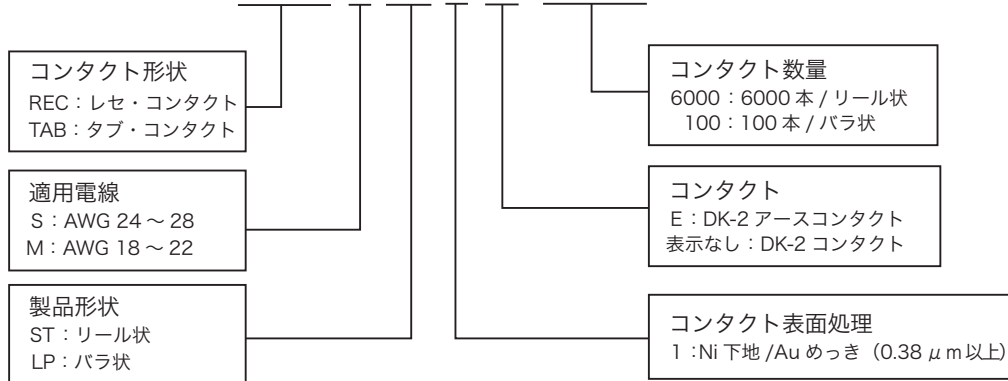 コンタクト形状
REC：レセ・コンタクト
TAB：タブ・コンタクト
適用電線
S：AWG 24 ～ 28
M：AWG 18 ～ 22
製品形状
ST：リール状
LP：バラ状
コンタクト数量
6000：6000 本 / リール状
100：100 本 / バラ状
コンタクト
E：DK-2 アースコンタクト
表示なし：DK-2 コンタクト
コンタクト表面処理
1：Ni 下地 /Au めっき（0.38 μm以上）